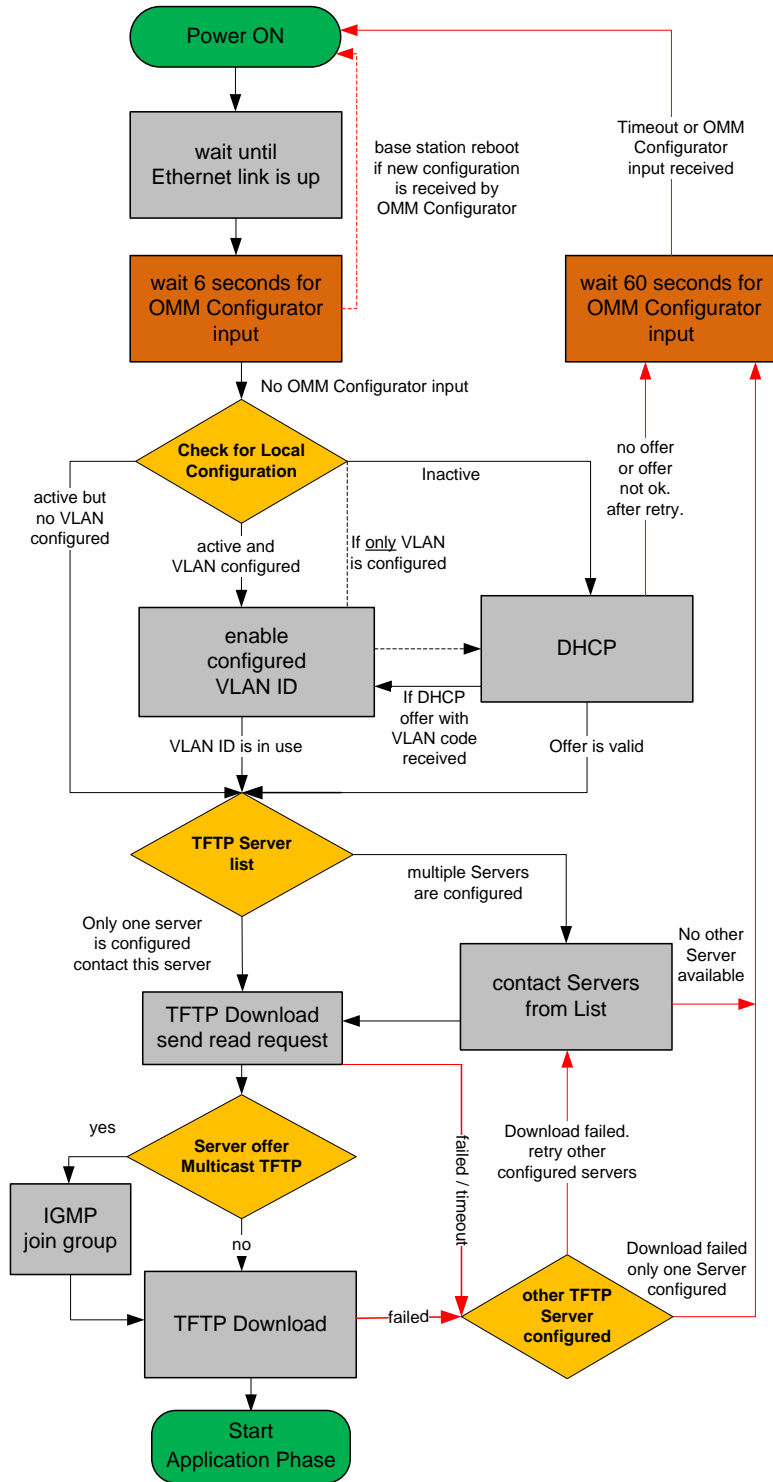 Power ON
wait until
Ethernet link is up
base station reboot
if new configuration
is received by
OMM Configurator
Timeout or OMM
Configurator
input received
wait 6 seconds for
OMM Configurator
input
wait 60 seconds for
OMM Configurator
input
No OMM Configurator input
Check for Local
Configuration
Inactive
no offer
or offer
not ok.
after retry.
active but
no VLAN
configured
active and
VLAN configured
If only VLAN
is configured
enable
configured
VLAN ID
DHCP
If DHCP
offer with
VLAN code
received
VLAN ID is in use
Offer is valid
TFTP Server
list
multiple Servers
are configured
Only one server
is configured
contact this server
No other
Server
available
contact Servers
from List
TFTP Download
send read request
yes
Server offer
Multicast TFTP
failed / timeout
Download failed.
retry other
configured servers
IGMP
join group
no
Download failed
only one Server
configured
TFTP Download
failed
other TFTP
Server
configured
Start
Application Phase